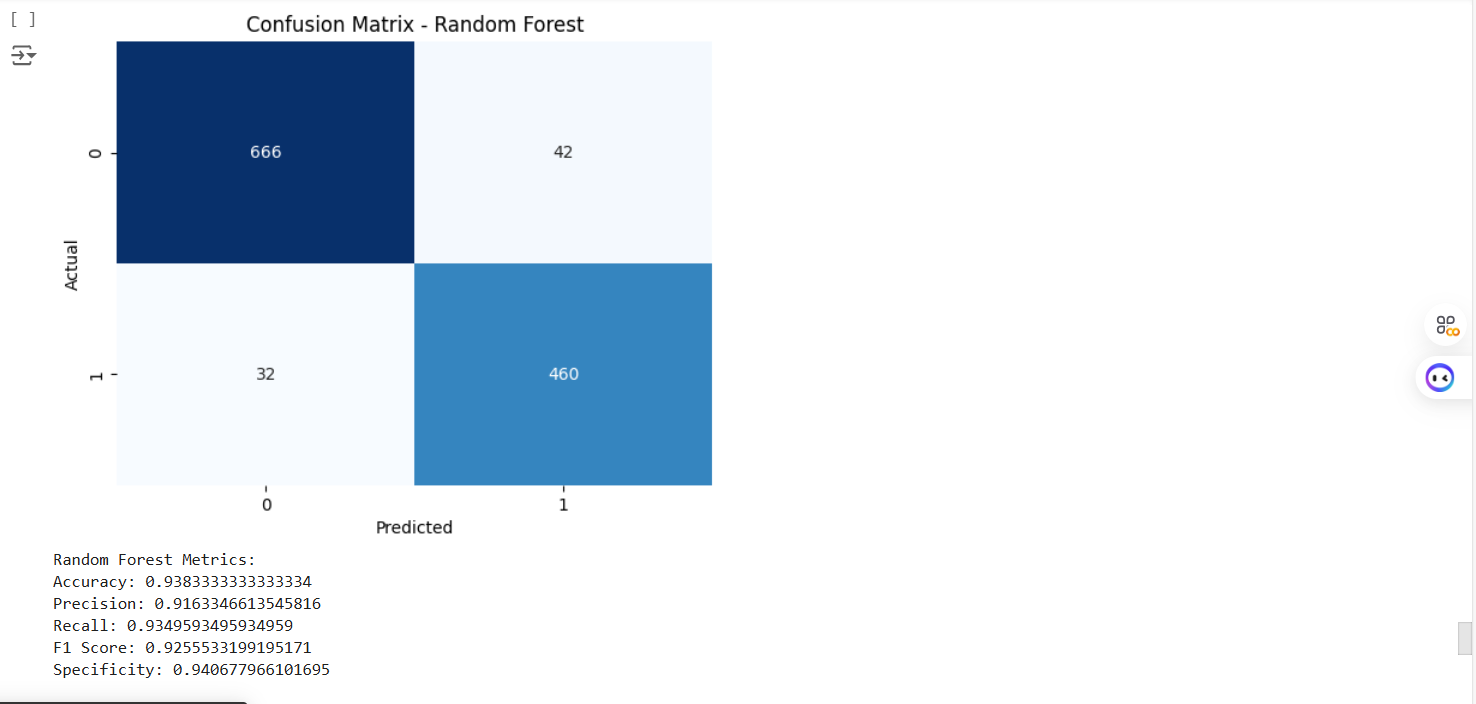 [ ]
Confusion Matrix - Random Forest
0
666
42
Actual
1
32
460
0
1
Predicted
Random Forest Metrics:
Accuracy: 0.9383333333333334
Precision: 0.9163346613545816
Recall: 0.9349593495934959
F1 Score: 0.9255533199195171
Specificity: 0.940677966101695